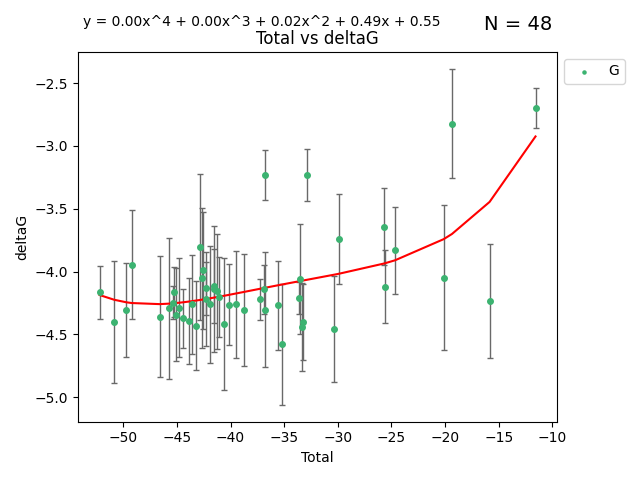 y = 0.00x^4 + 0.00x^3 + 0.02x^2 + 0.49x + 0.55
N = 48
Total vs deltaG
G
−2.5
−3.0
−3.5
−4.0
−4.5
−5.0
deltaG
−50 −45 −40 −35 −30 −25 −20 −15 −10
Total